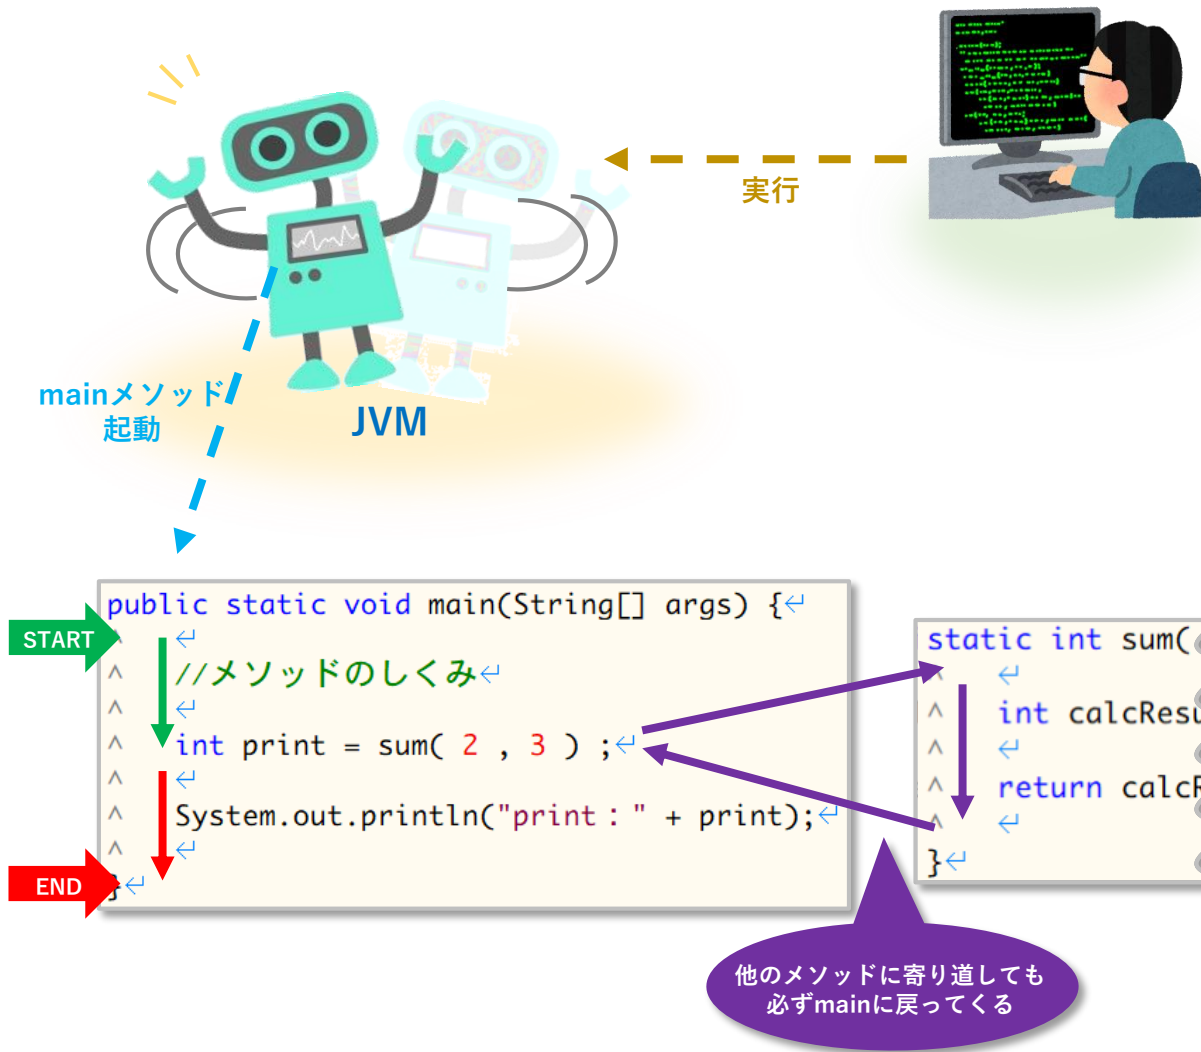 実行
mainメソッド
起動
JVM
START
public static void main(String[] args) {↵
^ ↵
^ //メソッドのしくみ↵
^ ↵
^ int print = sum( 2 , 3 ) ;↵
^ ↵
^ System.out.println("print：" + print);↵
^ ↵
}↵
END
static int sum(
^ ↵
^ int calcResu
^ ↵
^ return calcR
^ ↵
}↵
他のメソッドに寄り道しても
必ずmainに戻ってくる